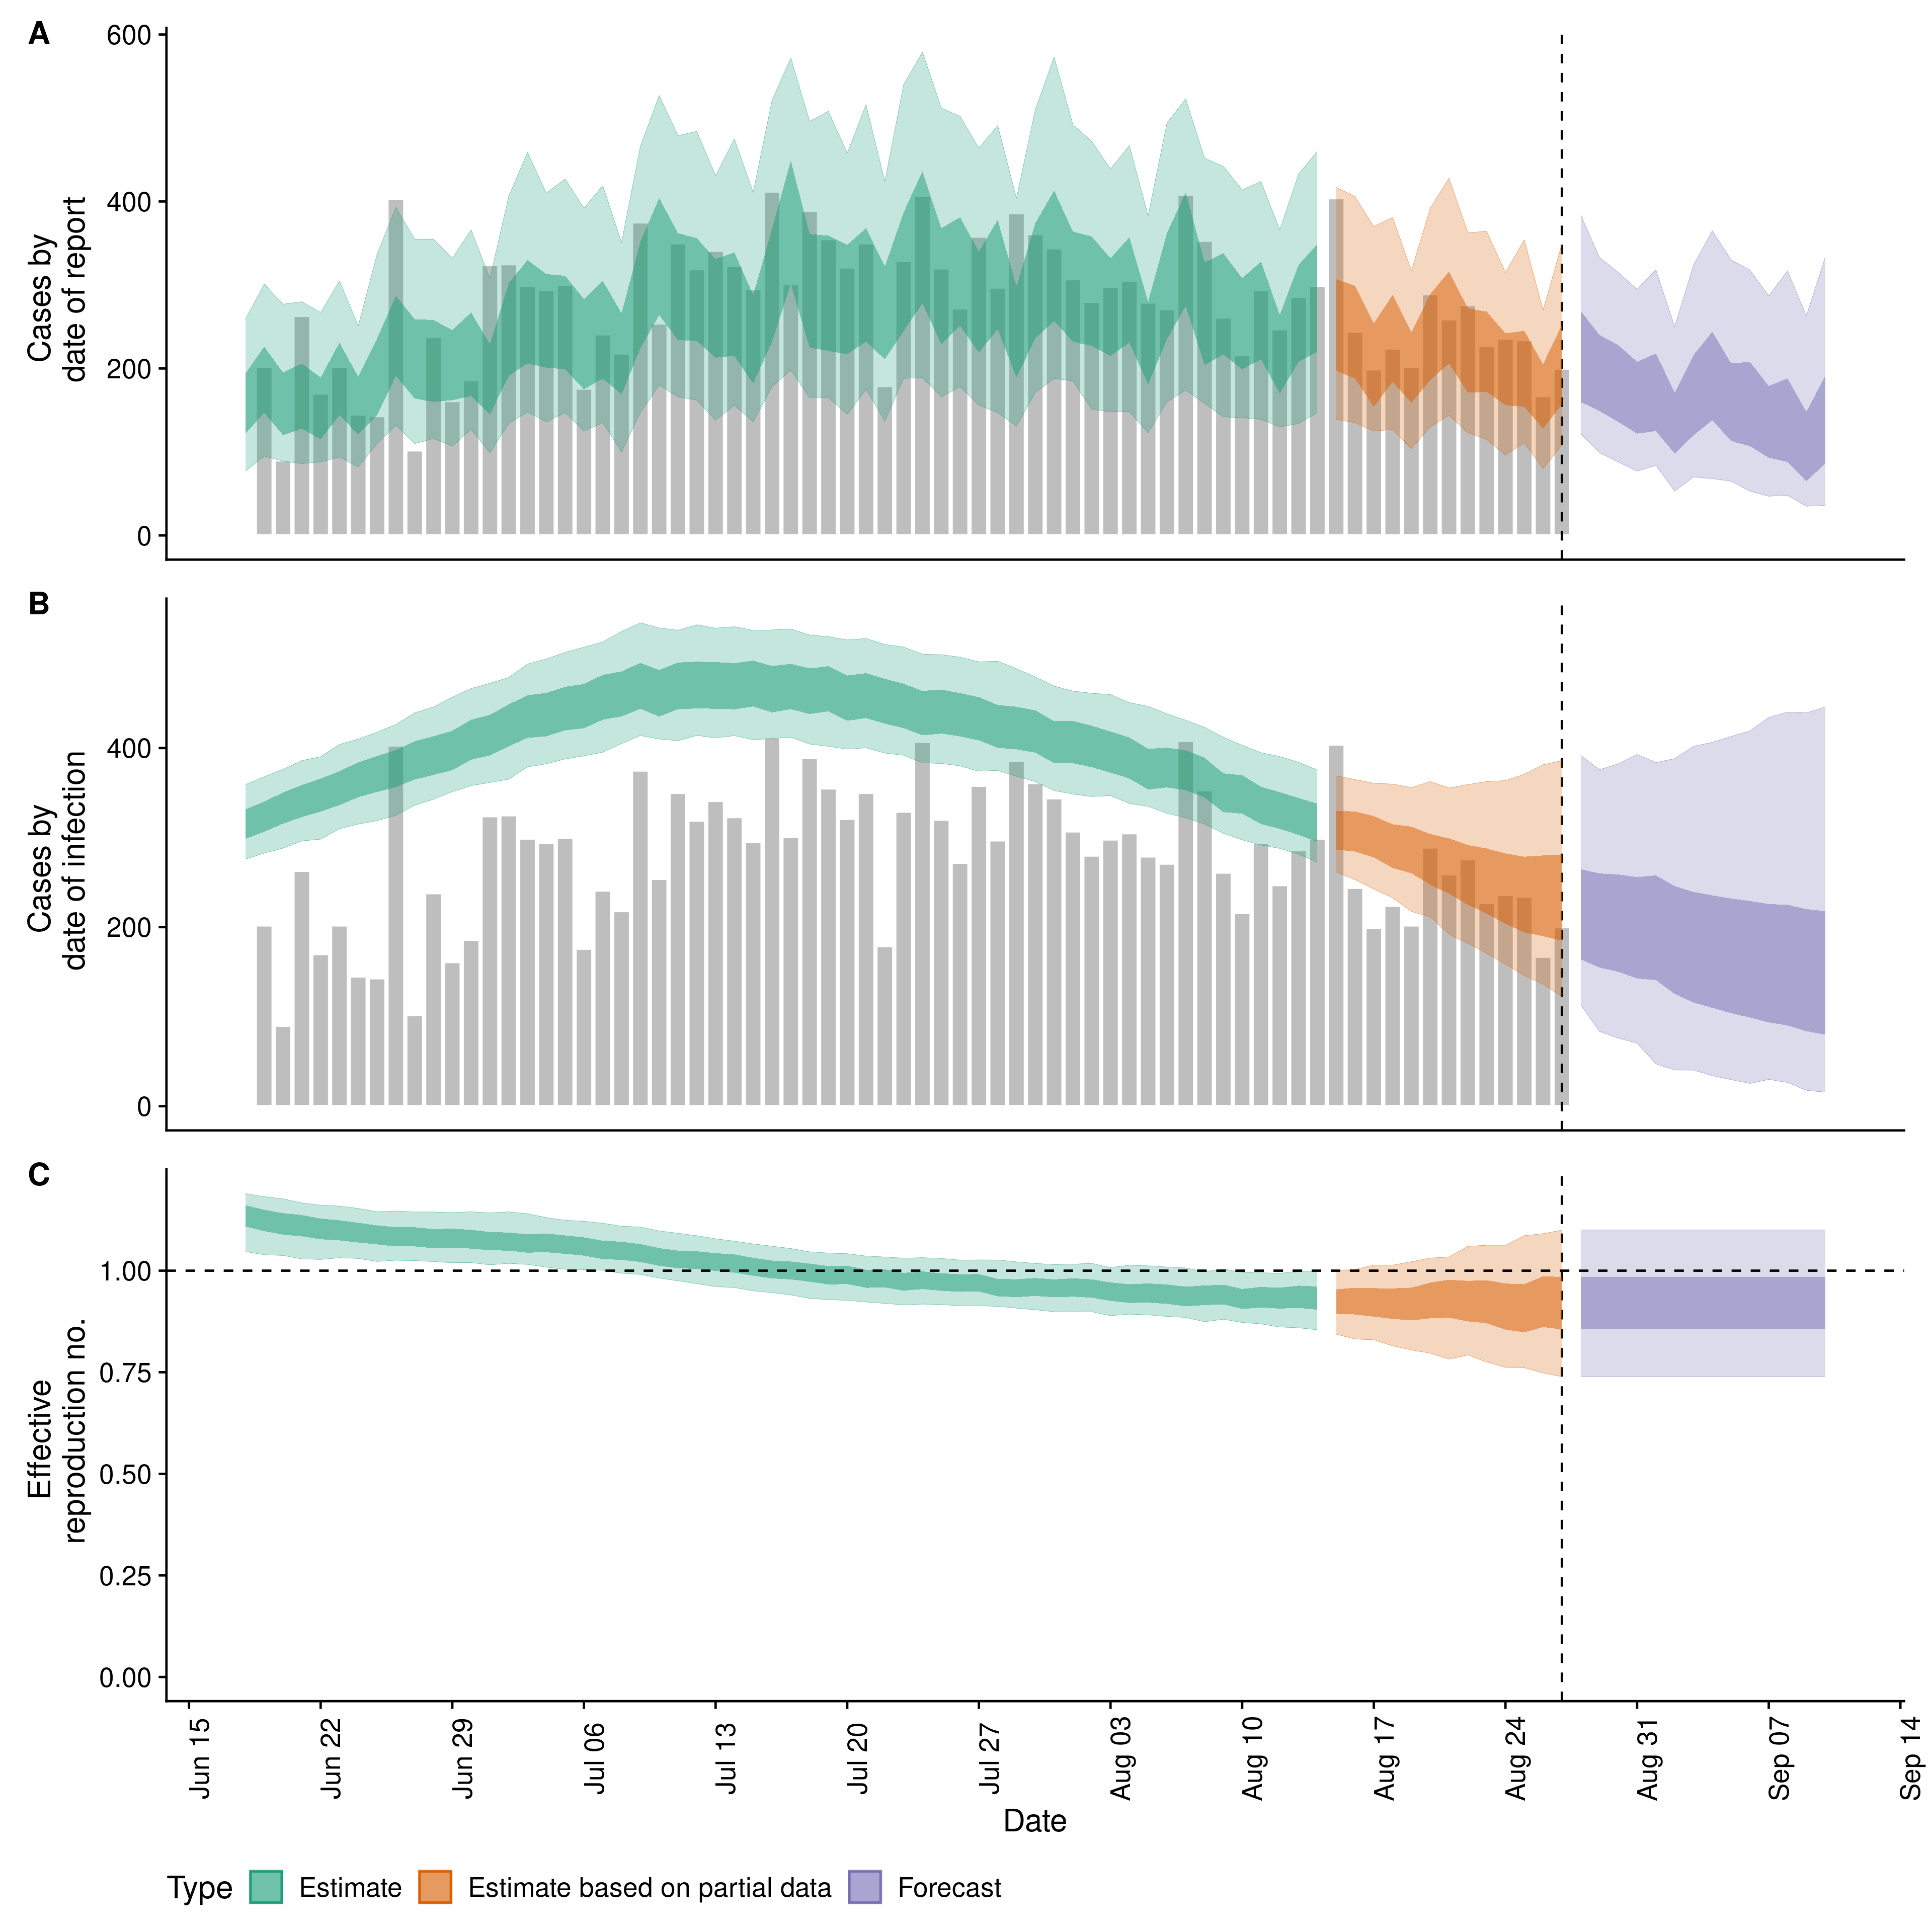 A
Cases by
date of report
600
400
200
0
B
Cases by
date of infection
400
200
0
C
Effective
reproduction no.
1.00
0.75
0.50
0.25
0.00
Jun 15
Jun 22
Jun 29
Jul 06
Jul 13
Jul 20
Jul 27
Aug 03
Aug 10
Aug 17
Aug 24
Aug 31
Sep 07
Sep 14
Date
Type Estimate Estimate based on partial data Forecast